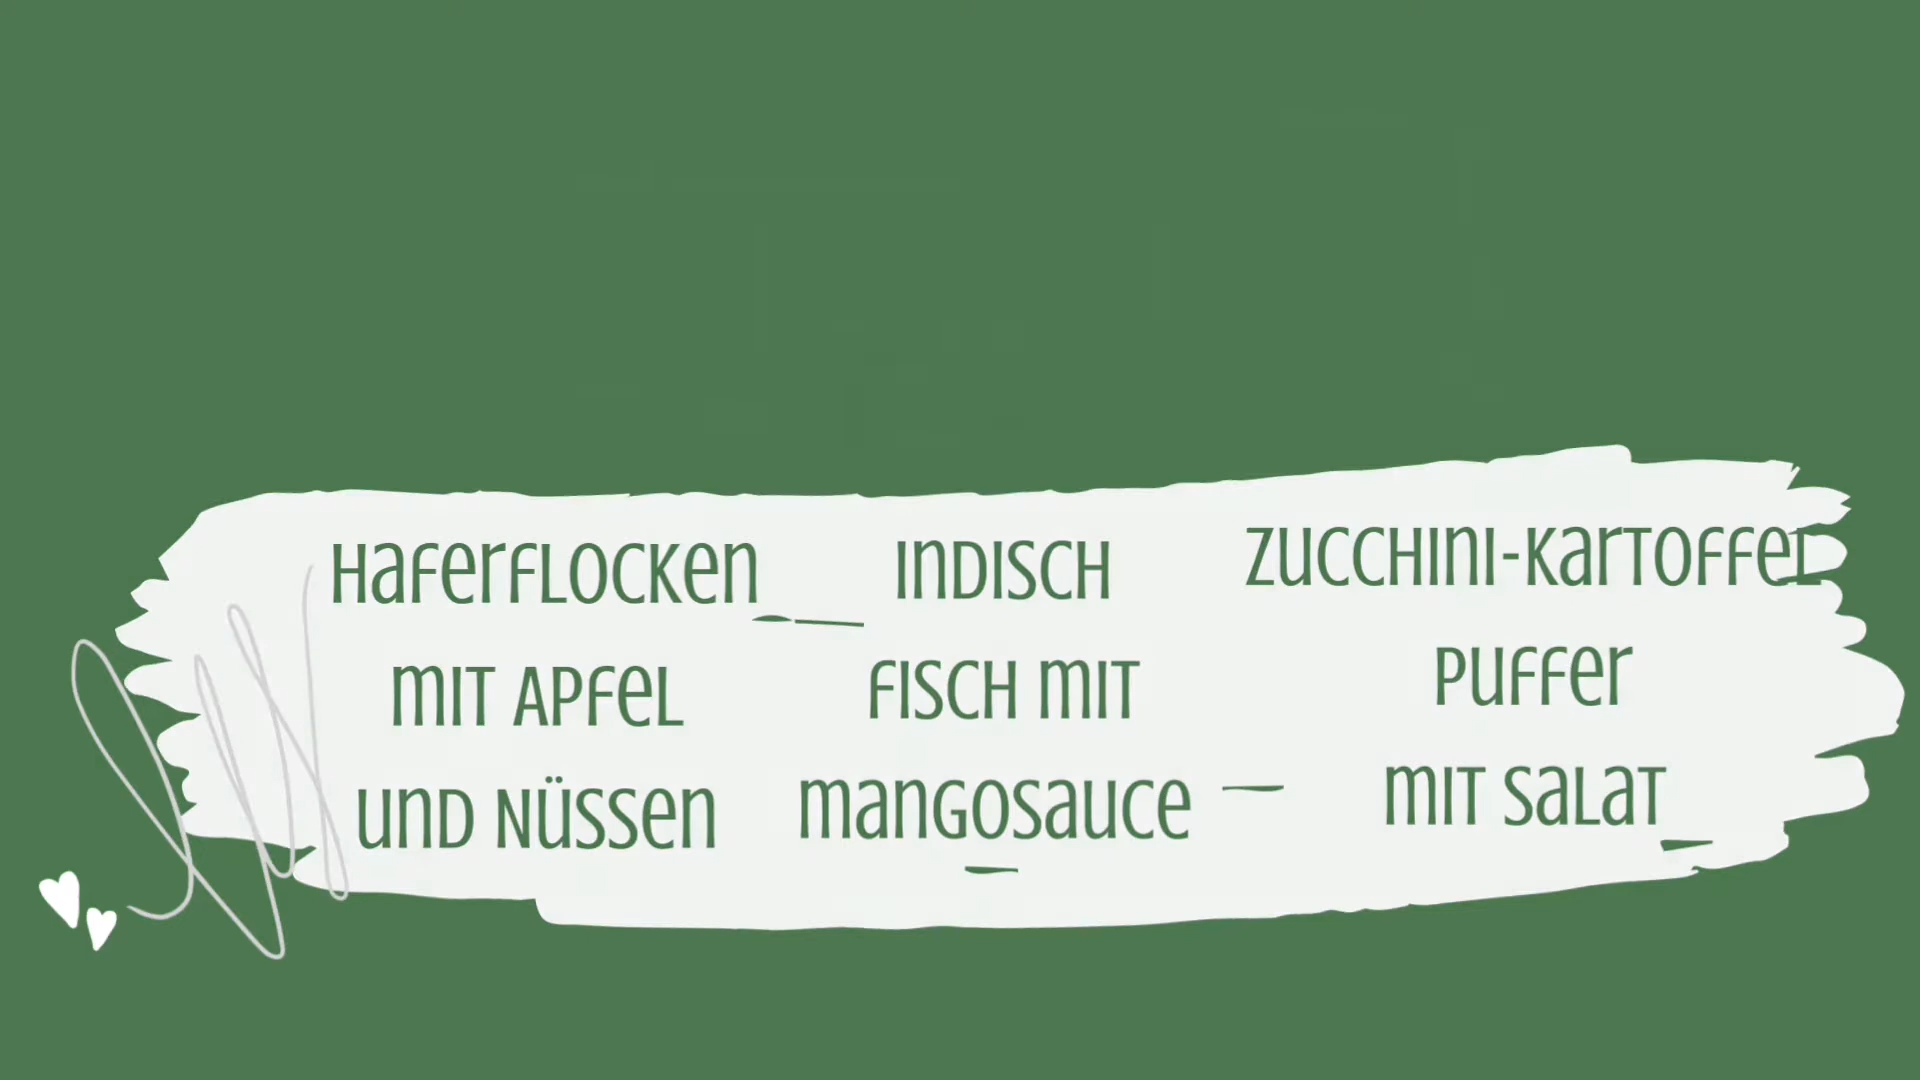 Haferflocken
mit Apfel
und Nüssen
Indisch
Fisch mit
Mangosauce
Zucchini-Kartoffel
Puffer
mit Salat